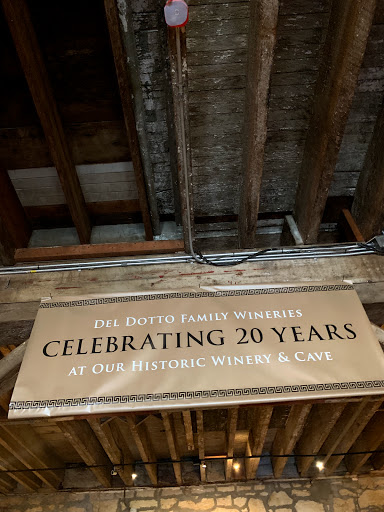 DEL DOTTO FAMILY WINERIES
CELEBRATING 20 YEARS
AT OUR HISTORIC WINERY & CAVE